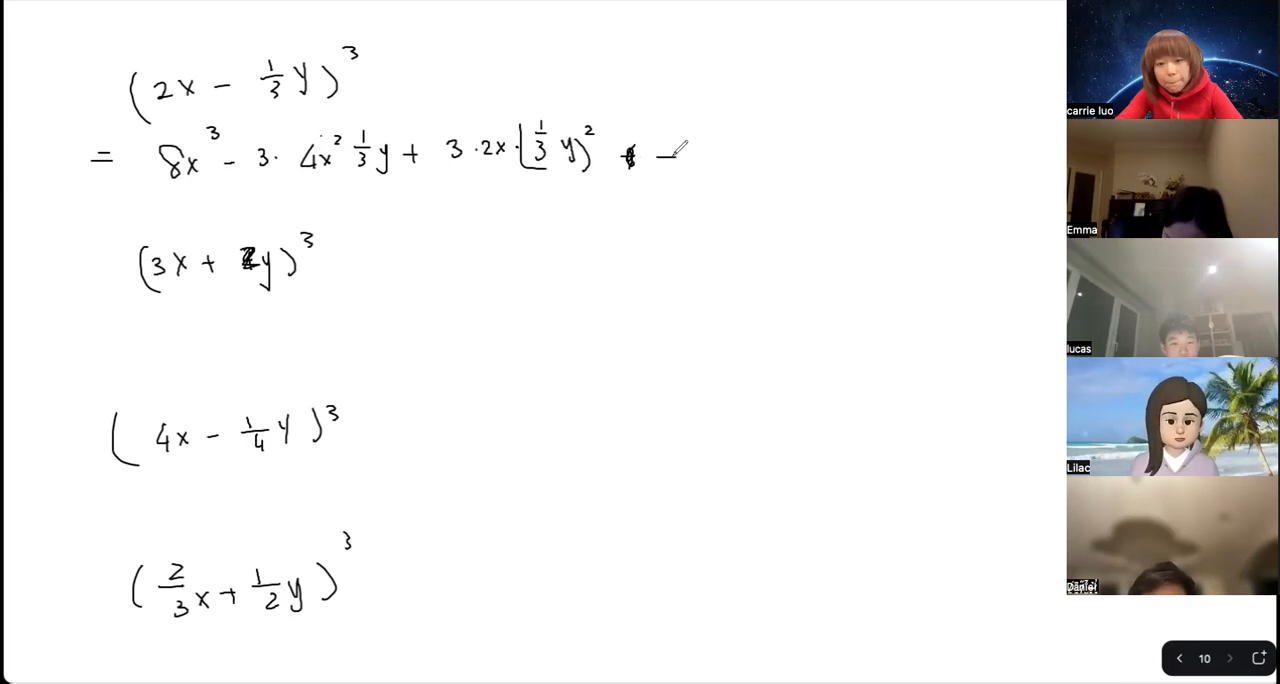 (2x - 1/3 y)³
= 8x³ - 3 · 4x² 1/3 y + 3 · 2x · (1/3 y)² -
(3x + y)³
(4x - 1/4 y)³
(2/3 x + 1/2 y)³
carrie luo
Emma
lucas
Lilac
Daniel
10